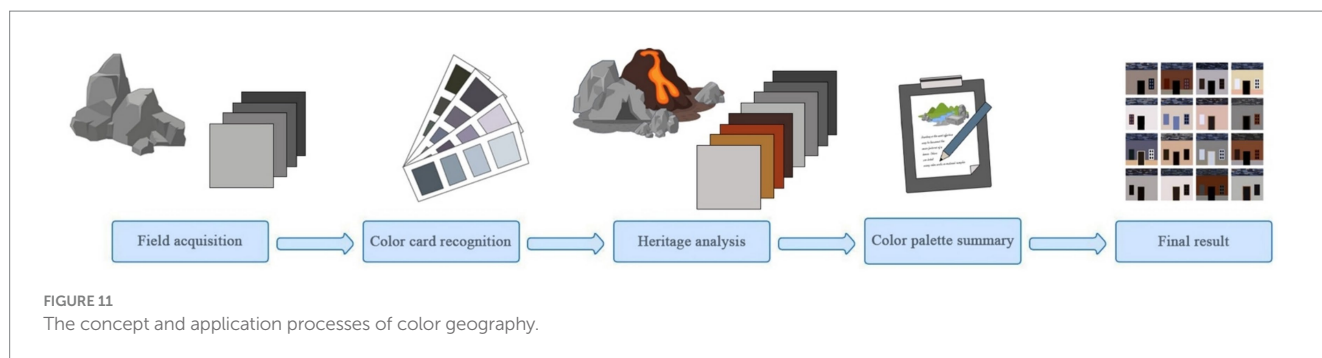 Field acquisition
Color card recognition
Heritage analysis
Color palette summary
Final result
FIGURE 11
The concept and application processes of color geography.